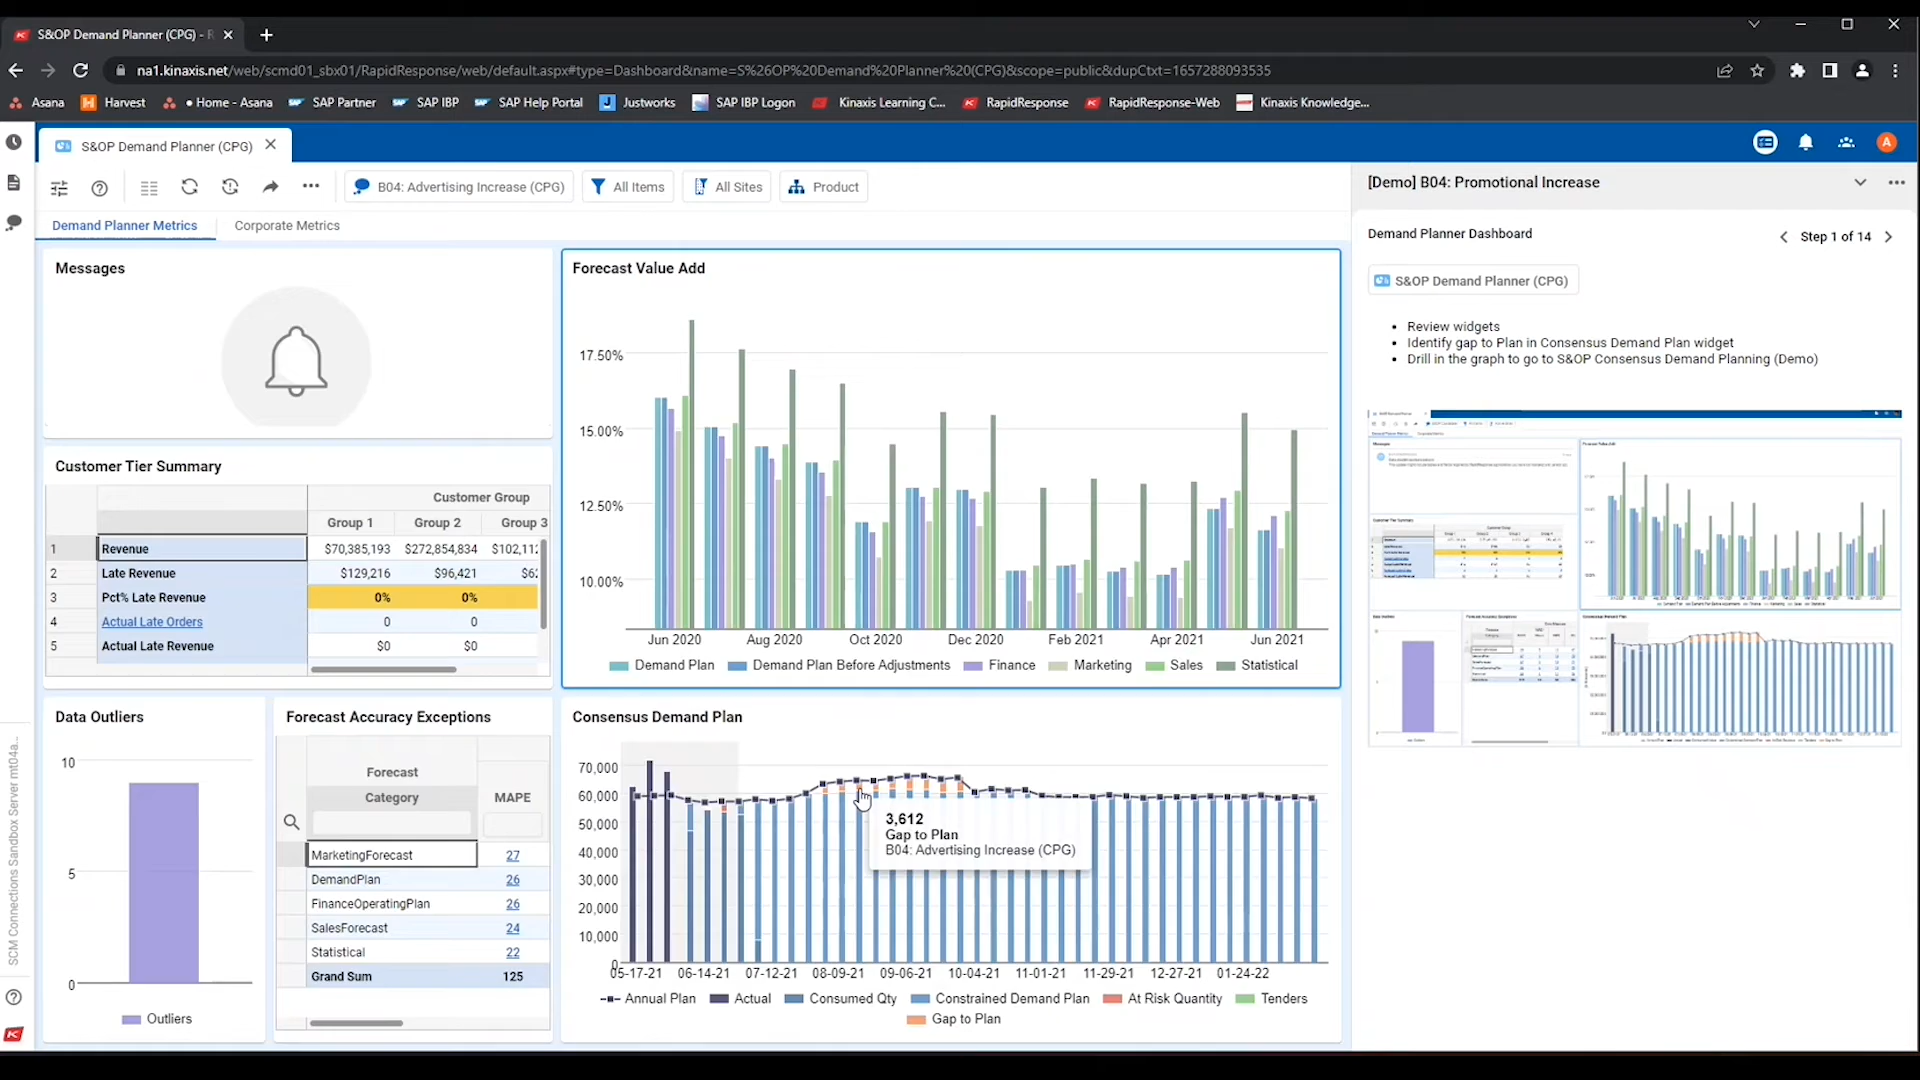 S&OP Demand Planner (CPG) - R
na1.kinaxis.net/web/scmd01_sbx01/RapidResponse/web/default.aspx#type=Dashboard&name=S%26OP%20Demand%20Planner%20(CPG)&scope=public&dupCtxt=1657288093535
Asana Harvest • Home - Asana SAP Partner SAP IBP SAP Help Portal Justworks SAP IBP Logon Kinaxis Learning C... RapidResponse RapidResponse-Web Kinaxis Knowledge...
S&OP Demand Planner (CPG)
A
B04: Advertising Increase (CPG) All Items All Sites Product
Demand Planner Metrics Corporate Metrics
Messages
Customer Tier Summary
Customer Group
Group 1 Group 2 Group 3
1 Revenue $70,385,193 $272,854,834 $102,112
2 Late Revenue $129,216 $96,421 $62
3 Pct% Late Revenue 0% 0%
4 Actual Late Orders 0 0
5 Actual Late Revenue $0 $0
Forecast Value Add
17.50%
15.00%
12.50%
10.00%
Jun 2020 Aug 2020 Oct 2020 Dec 2020 Feb 2021 Apr 2021 Jun 2021
Demand Plan Demand Plan Before Adjustments Finance Marketing Sales Statistical
Data Outliers
10
5
0
Outliers
Forecast Accuracy Exceptions
Forecast
Category MAPE
MarketingForecast 27
DemandPlan 26
FinanceOperatingPlan 26
SalesForecast 24
Statistical 22
Grand Sum 125
Consensus Demand Plan
70,000
60,000
50,000
40,000
30,000
20,000
10,000
0
3,612
Gap to Plan
B04: Advertising Increase (CPG)
05-17-21 06-14-21 07-12-21 08-09-21 09-06-21 10-04-21 11-01-21 11-29-21 12-27-21 01-24-22
Annual Plan Actual Consumed Qty Constrained Demand Plan At Risk Quantity Tenders
Gap to Plan
[Demo] B04: Promotional Increase
Demand Planner Dashboard
Step 1 of 14
S&OP Demand Planner (CPG)
• Review widgets
• Identify gap to Plan in Consensus Demand Plan widget
• Drill in the graph to go to S&OP Consensus Demand Planning (Demo)
SCM Connections Sandbox Server mt04a...